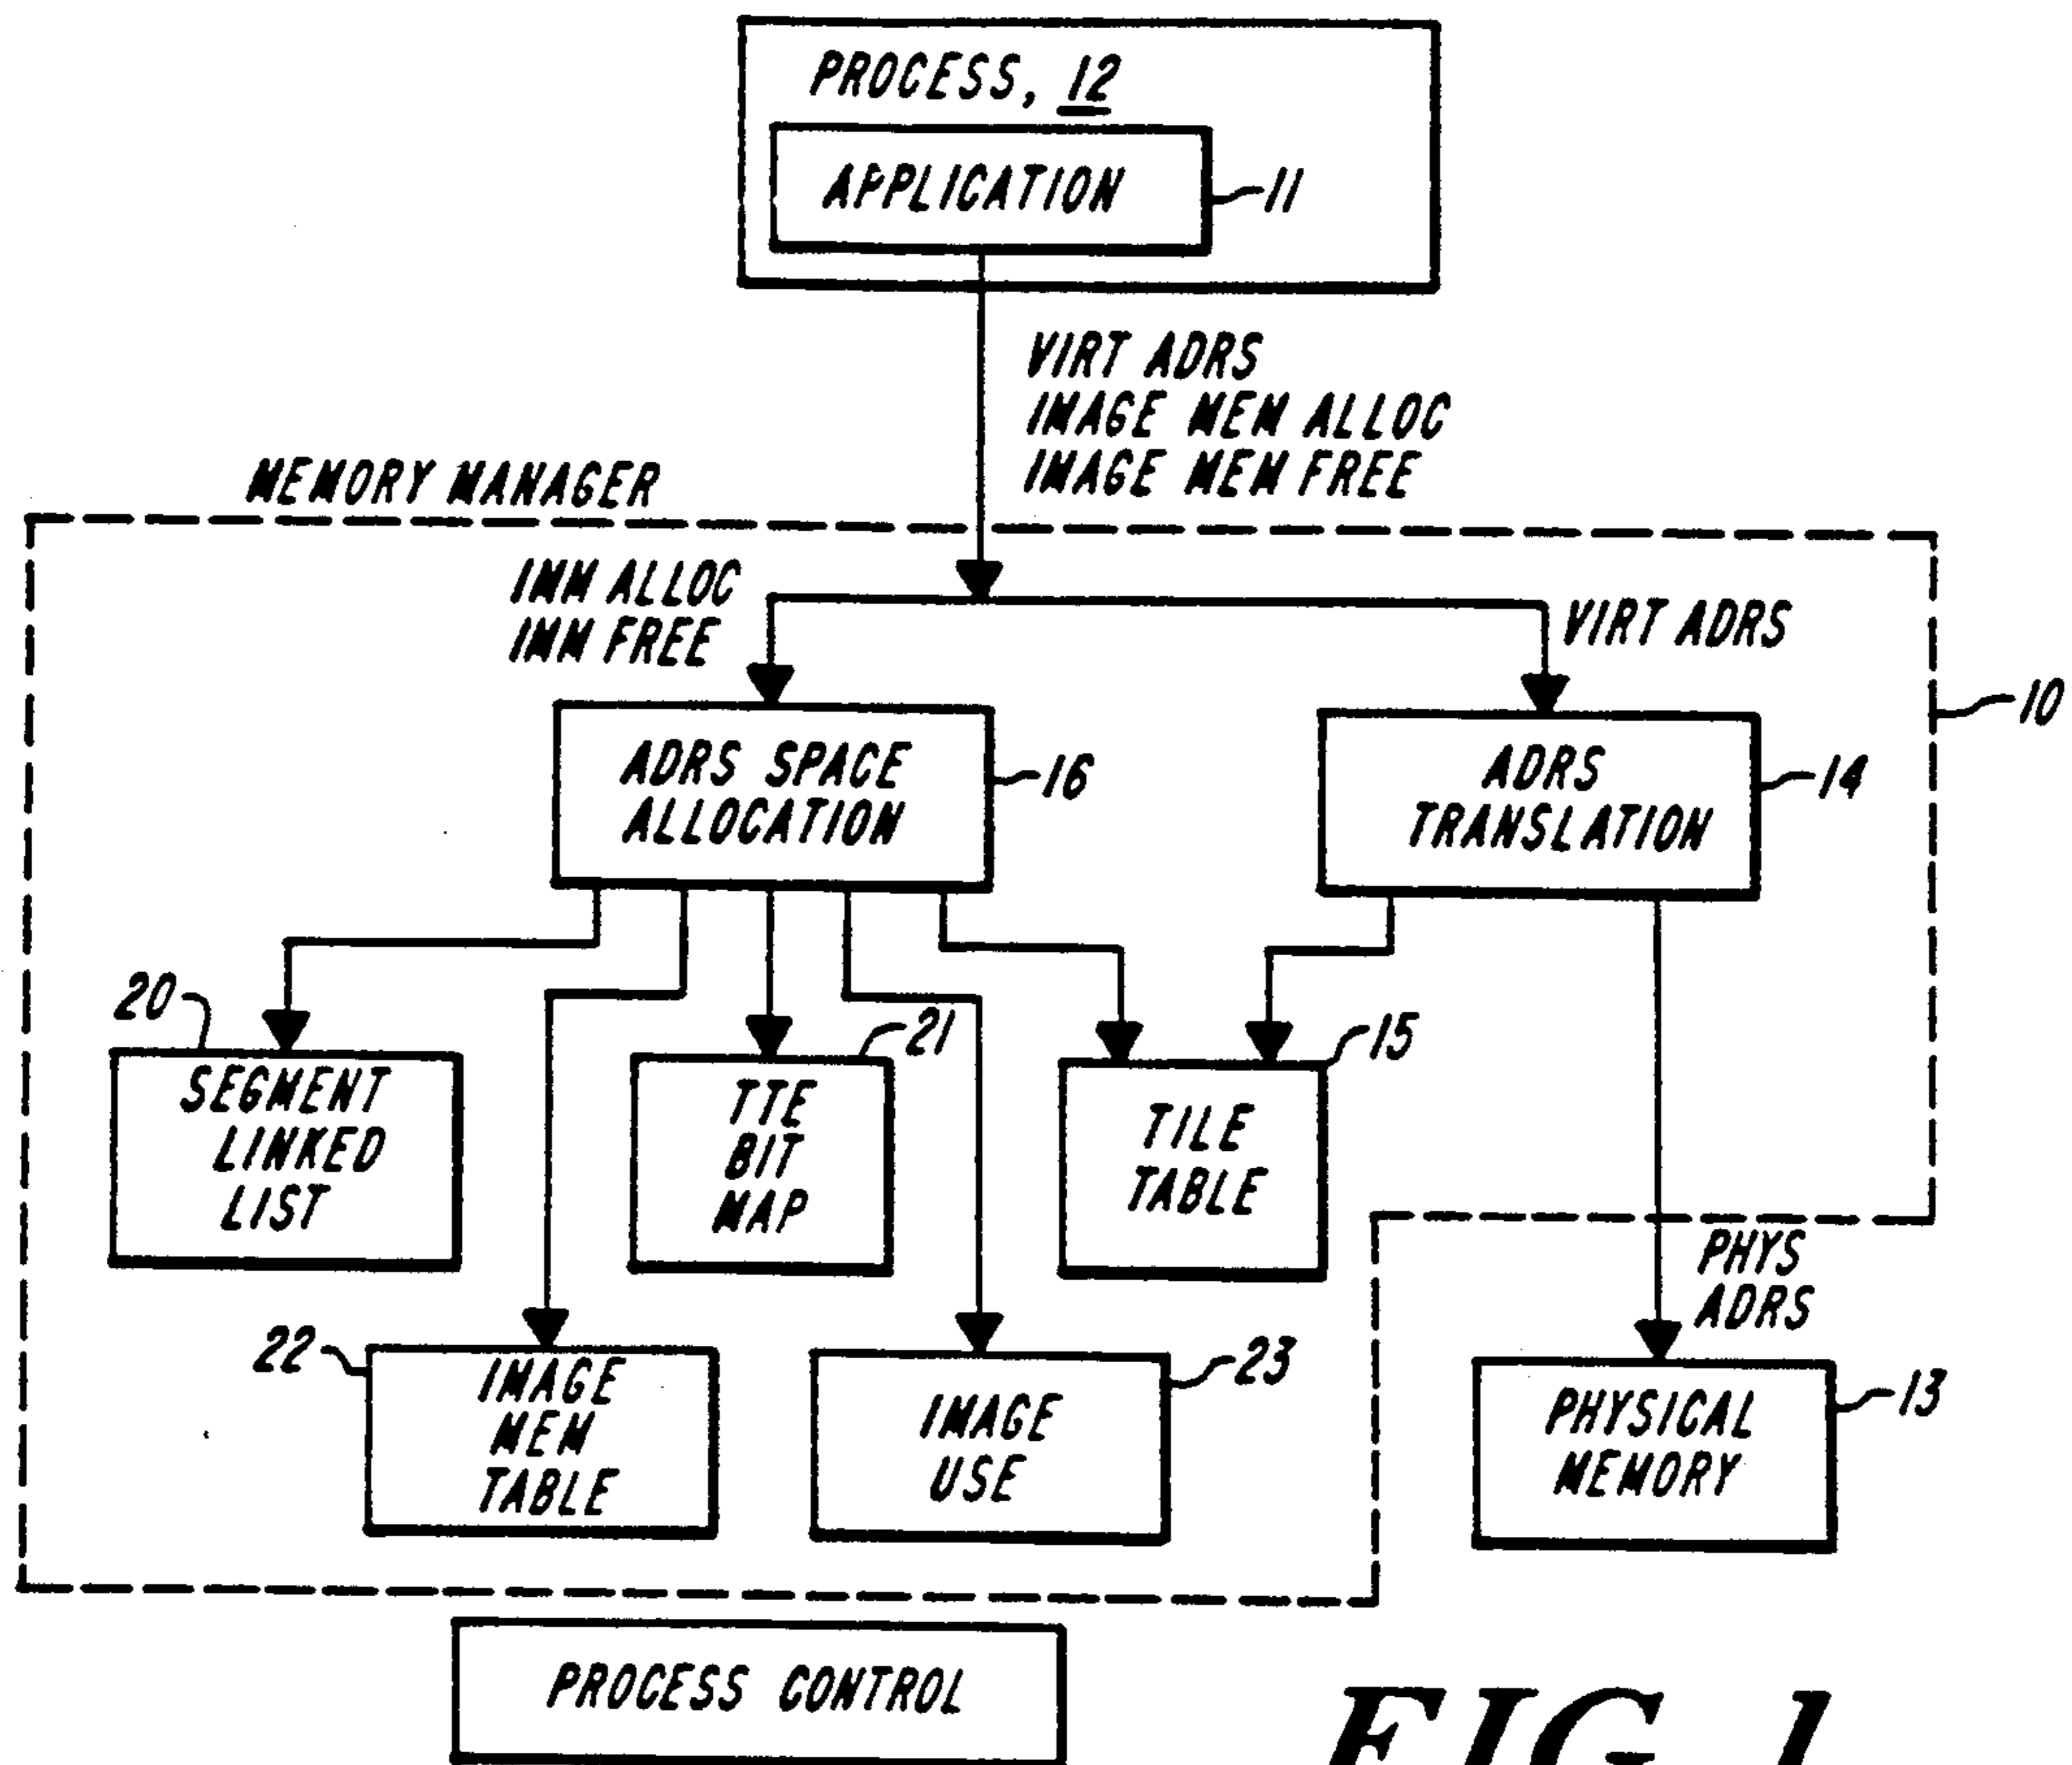 PROCESS, 12
APPLICATION
11
VIRT ADRS
IMAGE MEM ALLOC
IMAGE MEM FREE
MEMORY MANAGER
IMM ALLOC
IMM FREE
VIRT ADRS
10
ADRS SPACE
ALLOCATION
16
ADRS
TRANSLATION
14
20
SEGMENT
LINKED
LIST
21
TTE
BIT
MAP
15
TILE
TABLE
PHYS
ADRS
22
IMAGE
MEM
TABLE
23
IMAGE
USE
13
PHYSICAL
MEMORY
PROCESS CONTROL
FIG. 1